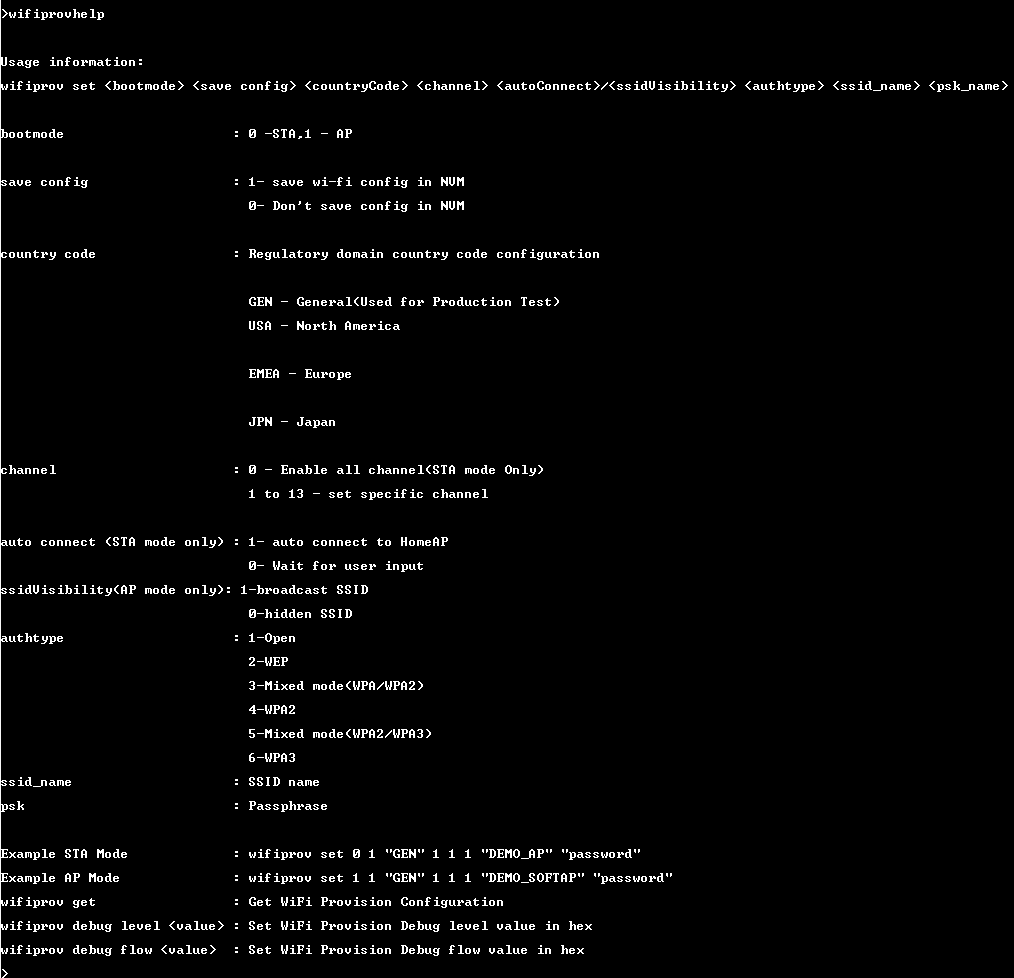 >wifiprovhelp
Usage information:
wifiprov set <bootmode> <save config> <countryCode> <channel> <autoConnect>/<ssidVisibility> <authtype> <ssid_name> <psk_name>
bootmode : 0 -STA,1 - AP
save config : 1- save wi-fi config in NVM
0- Don't save config in NVM
country code : Regulatory domain country code configuration
GEN - General(Used for Production Test)
USA - North America
EMEA - Europe
JPN - Japan
channel : 0 - Enable all channel(STA mode Only)
1 to 13 - set specific channel
auto connect (STA mode only) : 1- auto connect to HomeAP
0- Wait for user input
ssidVisibility(AP mode only): 1-broadcast SSID
0-hidden SSID
authtype : 1-Open
2-WEP
3-Mixed mode(WPA/WPA2)
4-WPA2
5-Mixed mode(WPA2/WPA3)
6-WPA3
ssid_name : SSID name
psk : Passphrase
Example STA Mode : wifiprov set 0 1 "GEN" 1 1 1 "DEMO_AP" "password"
Example AP Mode : wifiprov set 1 1 "GEN" 1 1 1 "DEMO_SOFTAP" "password"
wifiprov get : Get WiFi Provision Configuration
wifiprov debug level <value> : Set WiFi Provision Debug level value in hex
wifiprov debug flow <value> : Set WiFi Provision Debug flow value in hex
>